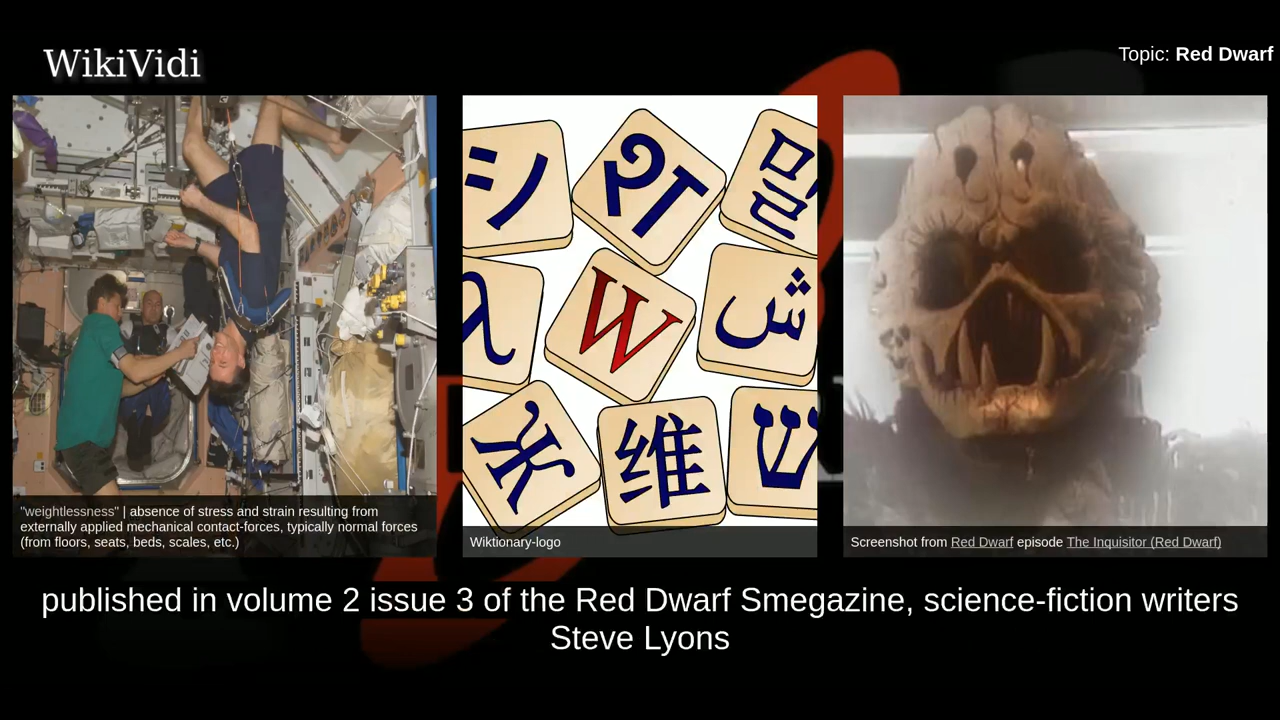 WikiVidi
Topic: Red Dwarf
シ
शा
말
ش
W
λ
Ѫ
维
ש
"weightlessness" | absence of stress and strain resulting from
externally applied mechanical contact-forces, typically normal forces
(from floors, seats, beds, scales, etc.)
Wiktionary-logo
Screenshot from Red Dwarf episode The Inquisitor (Red Dwarf)
published in volume 2 issue 3 of the Red Dwarf Smegazine, science-fiction writers
Steve Lyons